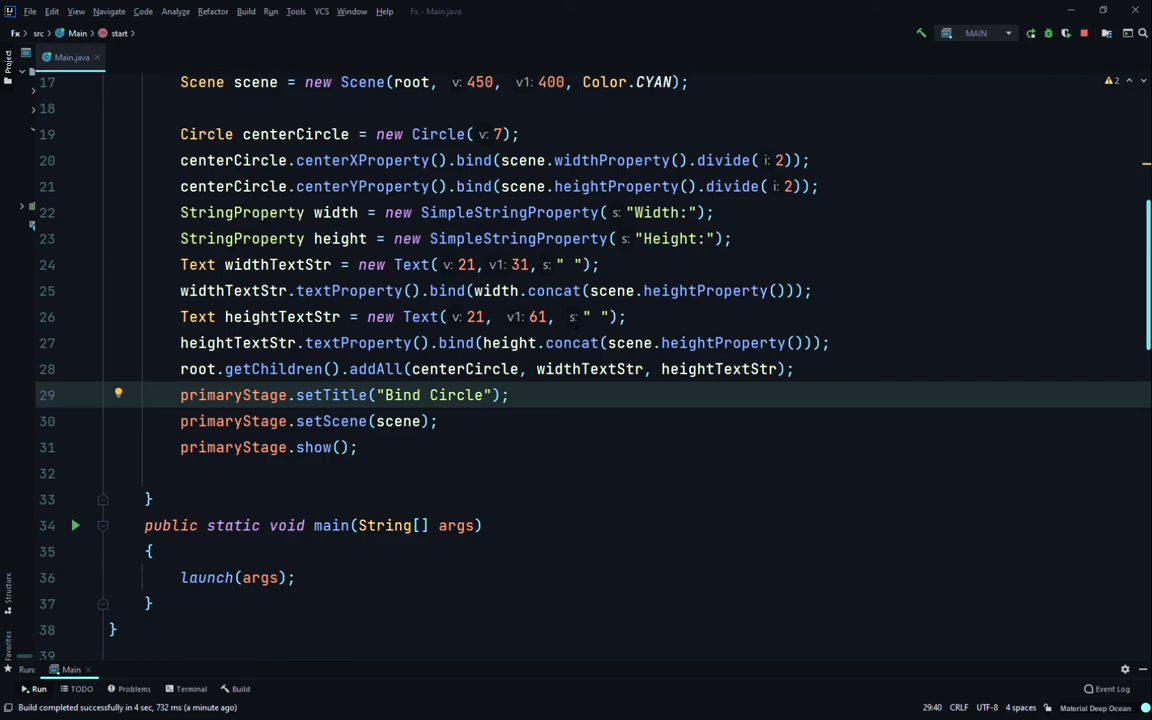 File Edit View Navigate Code Analyze Refactor Build Run Tools VCS Window Help Fx - Main.java
Fx src Main start MAIN
Project Main.java
17 Scene scene = new Scene(root, v: 450, v1: 400, Color.CYAN); 2
18
19 Circle centerCircle = new Circle( v: 7);
20 centerCircle.centerXProperty().bind(scene.widthProperty().divide( i: 2));
21 centerCircle.centerYProperty().bind(scene.heightProperty().divide( i: 2));
22 StringProperty width = new SimpleStringProperty( s: "Width:");
23 StringProperty height = new SimpleStringProperty( s: "Height:");
24 Text widthTextStr = new Text( v: 21, v1: 31, s: " ");
25 widthTextStr.textProperty().bind(width.concat(scene.heightProperty()));
26 Text heightTextStr = new Text( v: 21, v1: 61, s: " ");
27 heightTextStr.textProperty().bind(height.concat(scene.heightProperty()));
28 root.getChildren().addAll(centerCircle, widthTextStr, heightTextStr);
29 primaryStage.setTitle("Bind Circle");
30 primaryStage.setScene(scene);
31 primaryStage.show();
32
33 }
34 public static void main(String[] args)
35 {
36 launch(args);
37 }
38 }
39
Structure
Favorites
Run: Main
Run TODO Problems Terminal Build Event Log
Build completed successfully in 4 sec, 732 ms (a minute ago) 29:40 CRLF UTF-8 4 spaces Material Deep Ocean